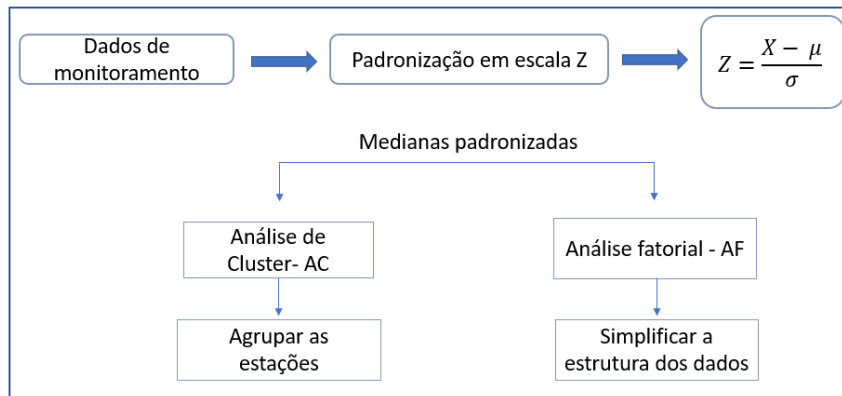 Dados de
monitoramento
Padronização em escala Z
Z = (X − μ) / σ
Medianas padronizadas
Análise de
Cluster- AC
Análise fatorial - AF
Agrupar as
estações
Simplificar a
estrutura dos dados